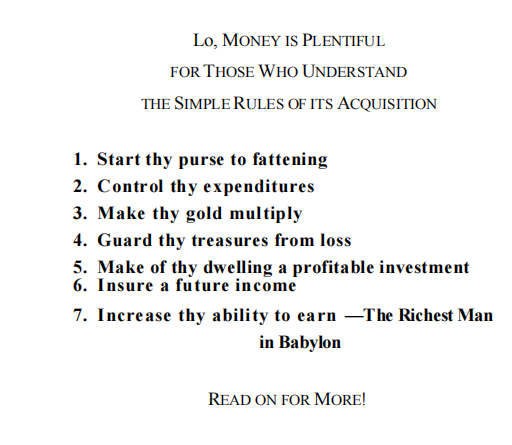 LO, MONEY IS PLENTIFUL
FOR THOSE WHO UNDERSTAND
THE SIMPLE RULES OF ITS ACQUISITION
1. Start thy purse to fattening
2. Control thy expenditures
3. Make thy gold multiply
4. Guard thy treasures from loss
5. Make of thy dwelling a profitable investment
6. Insure a future income
7. Increase thy ability to earn —The Richest Man
in Babylon
READ ON FOR MORE!